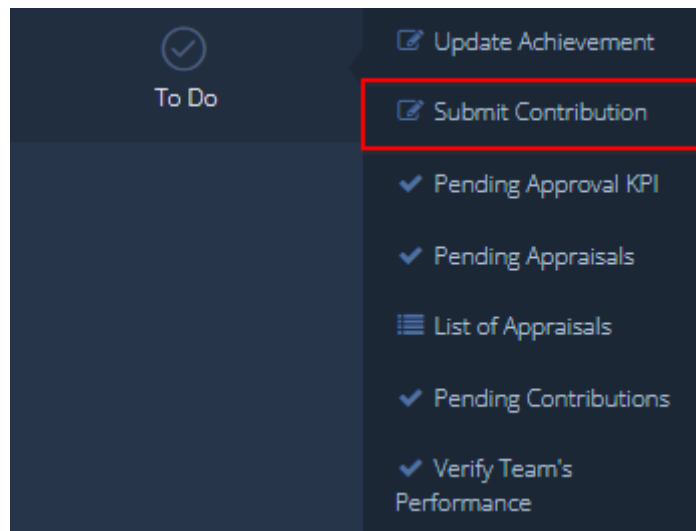 To Do
Update Achievement
Submit Contribution
Pending Approval KPI
Pending Appraisals
List of Appraisals
Pending Contributions
Verify Team's
Performance